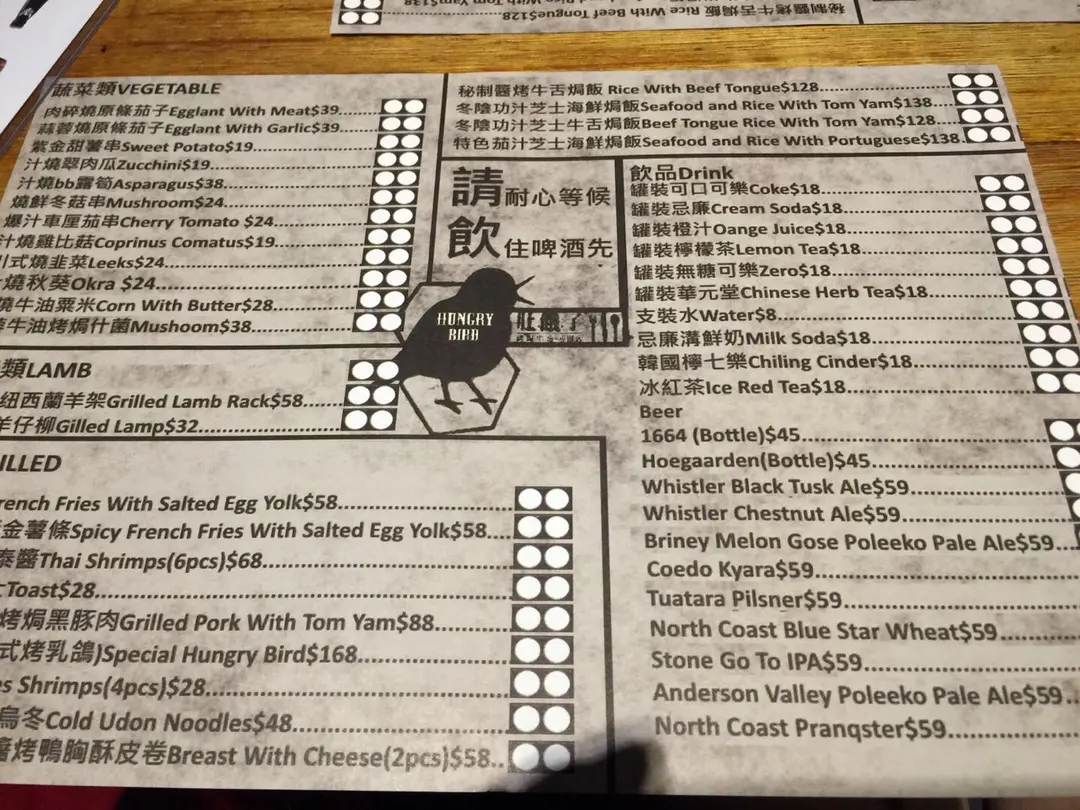 秘制醬烤牛舌焗飯 Rice With Beef Tongue$128
蔬菜類VEGETABLE
肉碎燒原條茄子Egglant With Meat$39
蒜蓉燒原條茄子Egglant With Garlic$39
紫金甜薯串Sweet Potato$19
汁燒翠肉瓜Zucchini$19
汁燒bb露筍Asparagus$38
燒鮮冬菇串Mushroom$24
爆汁車厘茄串Cherry Tomato $24
汁燒雞比菇Coprinus Comatus$19
式燒韭菜Leeks$24
燒秋葵Okra $24
燒牛油粟米Corn With Butter$28
牛油烤焗什菌Mushoom$38
類LAMB
纽西蘭羊架Grilled Lamb Rack$58
羊仔柳Gilled Lamp$32
ILLED
rench Fries With Salted Egg Yolk$58
金薯條Spicy French Fries With Salted Egg Yolk$58
泰醬Thai Shrimps(6pcs)$68
Toast$28
烤焗黑豚肉Grilled Pork With Tom Yam$88
式烤乳鴿)Special Hungry Bird$168
es Shrimps(4pcs)$28
烏冬Cold Udon Noodles$48
醬烤鴨胸酥皮卷Breast With Cheese(2pcs)$58
秘制醬烤牛舌焗飯 Rice With Beef Tongue$128
冬陰功汁芝士海鮮焗飯Seafood and Rice With Tom Yam$138
冬陰功汁芝士牛舌焗飯Beef Tongue Rice With Tom Yam$128
特色茄汁芝士海鮮焗飯Seafood and Rice With Portuguese$138
請耐心等候
飲住啤酒先
HUNGRY
BIRD
肚餓了
飲品Drink
罐裝可口可樂Coke$18
罐裝忌廉Cream Soda$18
罐裝橙汁Oange Juice$18
罐裝檸檬茶Lemon Tea$18
罐裝無糖可樂Zero$18
罐裝華元堂Chinese Herb Tea$18
支裝水Water$8
忌廉溝鮮奶Milk Soda$18
韓國檸七樂Chiling Cinder$18
冰紅茶Ice Red Tea$18
Beer
1664 (Bottle)$45
Hoegaarden(Bottle)$45
Whistler Black Tusk Ale$59
Whistler Chestnut Ale$59
Briney Melon Gose Poleeko Pale Ale$59
Coedo Kyara$59
Tuatara Pilsner$59
North Coast Blue Star Wheat$59
Stone Go To IPA$59
Anderson Valley Poleeko Pale Ale$59
North Coast Pranqster$59